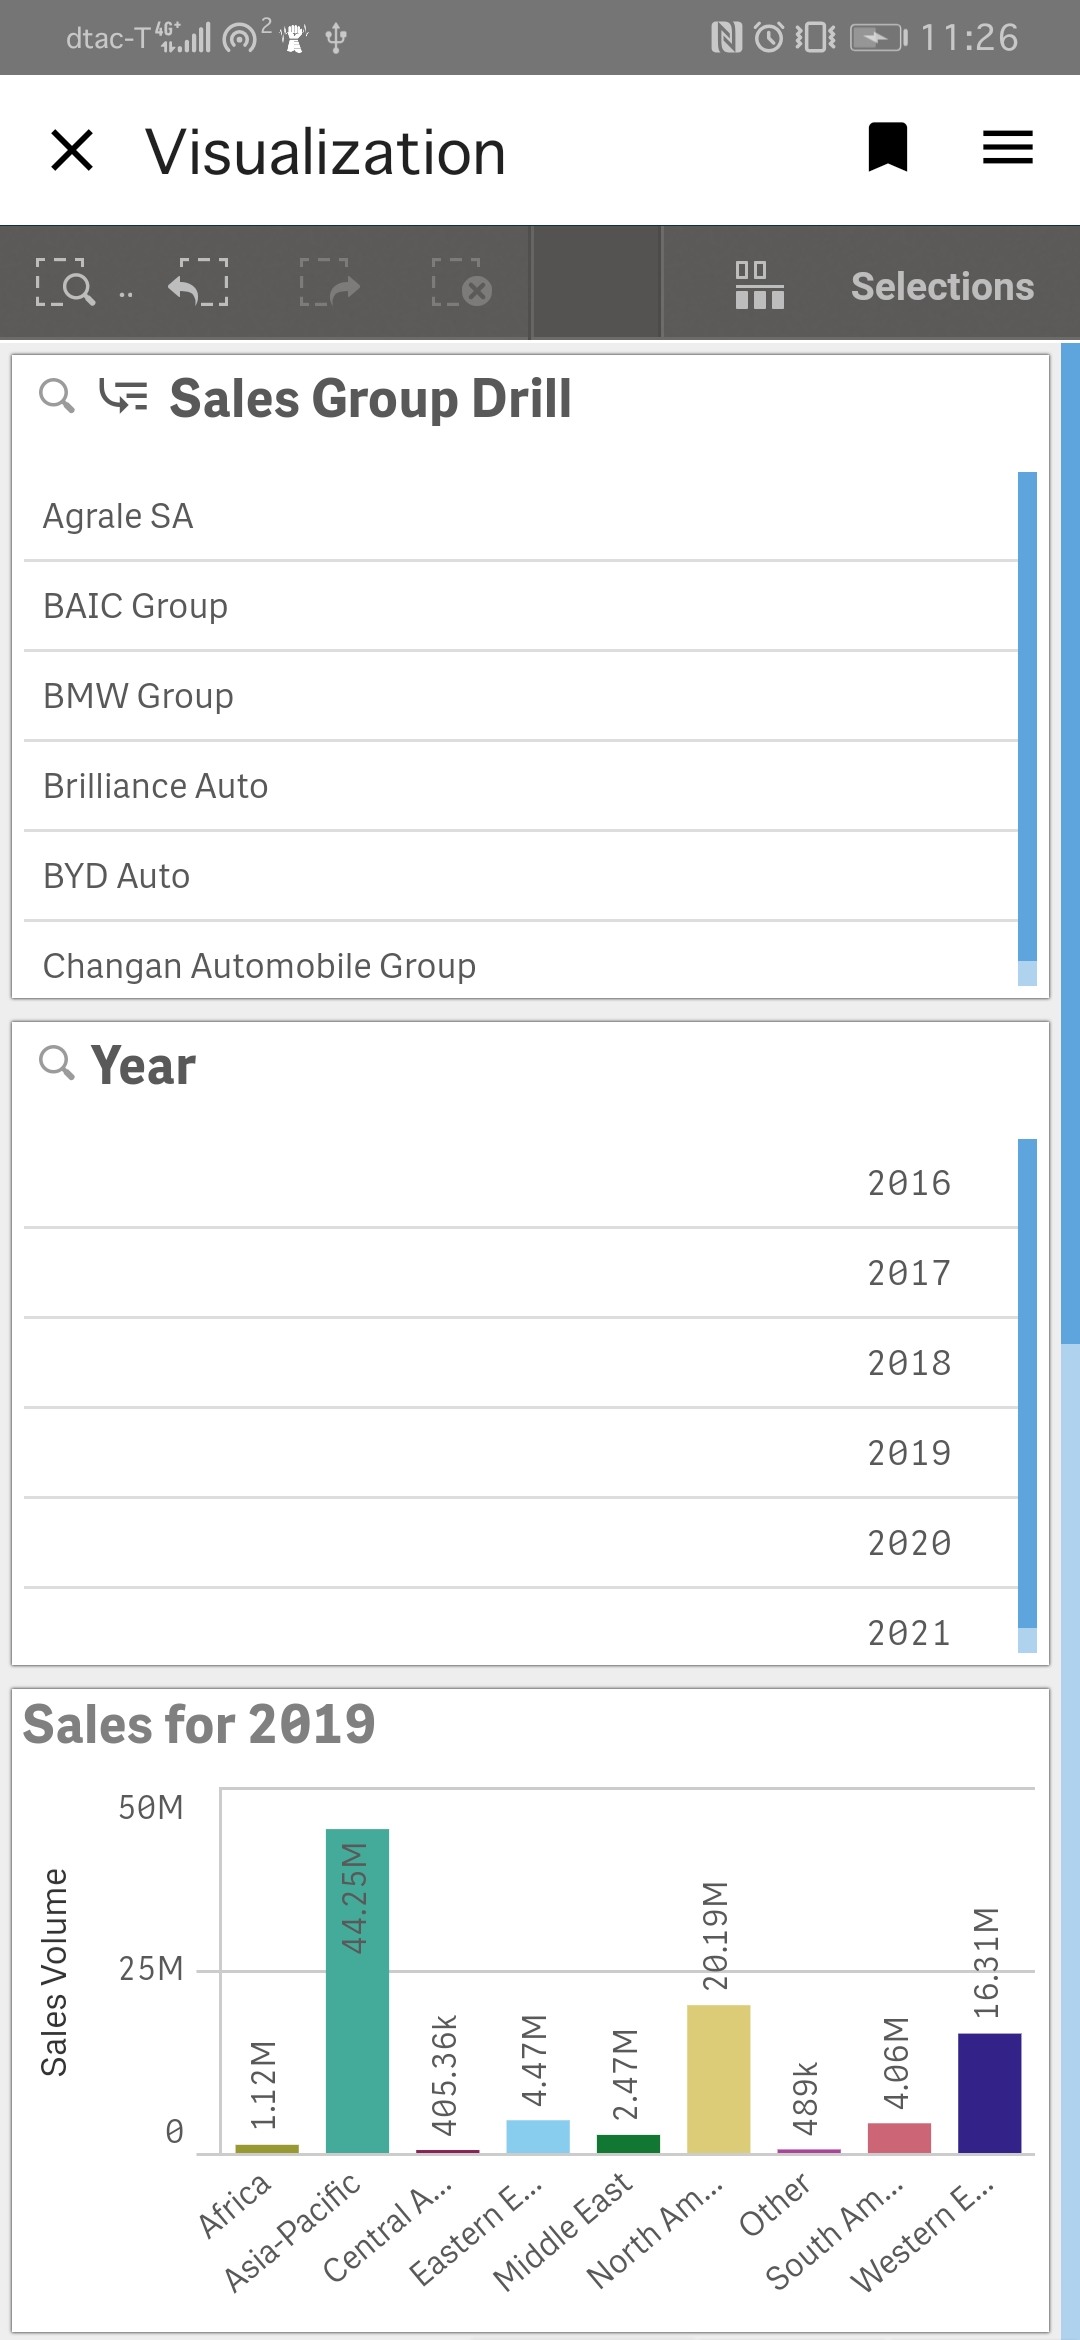 dtac-T 4G+ 2 11:26
Visualization
.. Selections
Sales Group Drill
Agrale SA
BAIC Group
BMW Group
Brilliance Auto
BYD Auto
Changan Automobile Group
Year
2016
2017
2018
2019
2020
2021
Sales for 2019
Sales Volume
50M
25M
0
1.12M
44.25M
405.36k
4.47M
2.47M
20.19M
489k
4.06M
16.31M
Africa
Asia-Pacific
Central A...
Eastern E...
Middle East
North Am...
Other
South Am...
Western E...